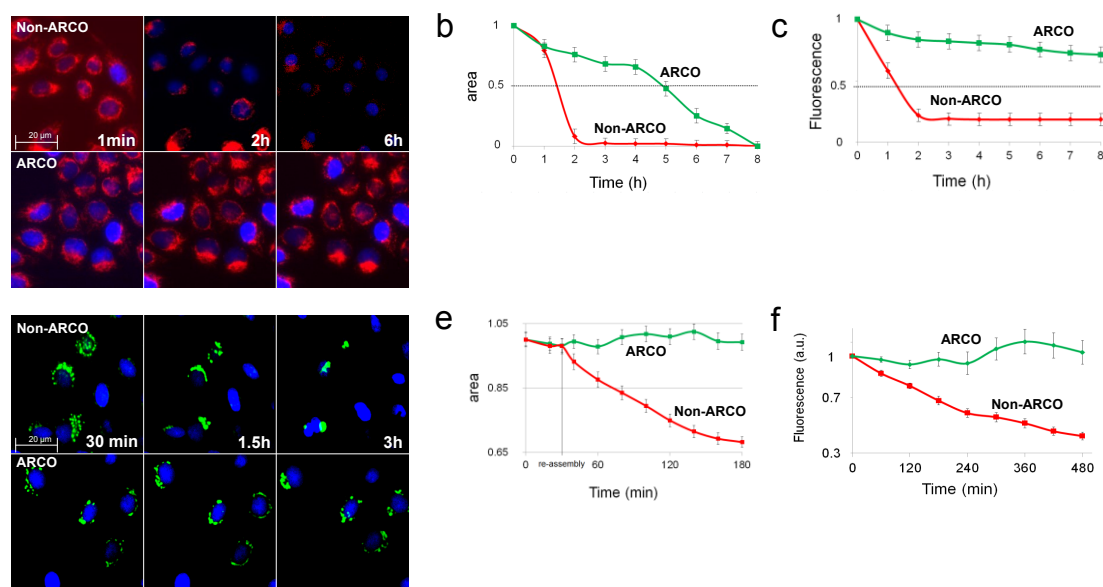 Non-ARCO
20 µm
1min
2h
6h
ARCO
b
1
0.5
0
area
ARCO
Non-ARCO
0 1 2 3 4 5 6 7 8
Time (h)
c
1
0.5
0
Fluorescence
ARCO
Non-ARCO
0 1 2 3 4 5 6 7 8
Time (h)
Non-ARCO
20 µm
30 min
1.5h
3h
ARCO
e
1.05
0.85
0.65
area
ARCO
Non-ARCO
0 re-assembly 60 120 180
Time (min)
f
1
0.7
0.3
Fluorescence (a.u.)
ARCO
Non-ARCO
0 120 240 360 480
Time (min)